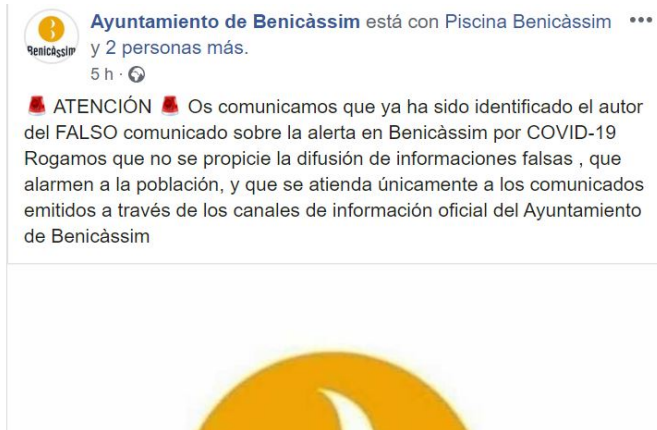 Ayuntamiento de Benicàssim está con Piscina Benicàssim ...
Benicàssim y 2 personas más.
5 h ·
🚨 ATENCIÓN 🚨 Os comunicamos que ya ha sido identificado el autor
del FALSO comunicado sobre la alerta en Benicàssim por COVID-19
Rogamos que no se propicie la difusión de informaciones falsas , que
alarmen a la población, y que se atienda únicamente a los comunicados
emitidos a través de los canales de información oficial del Ayuntamiento
de Benicàssim